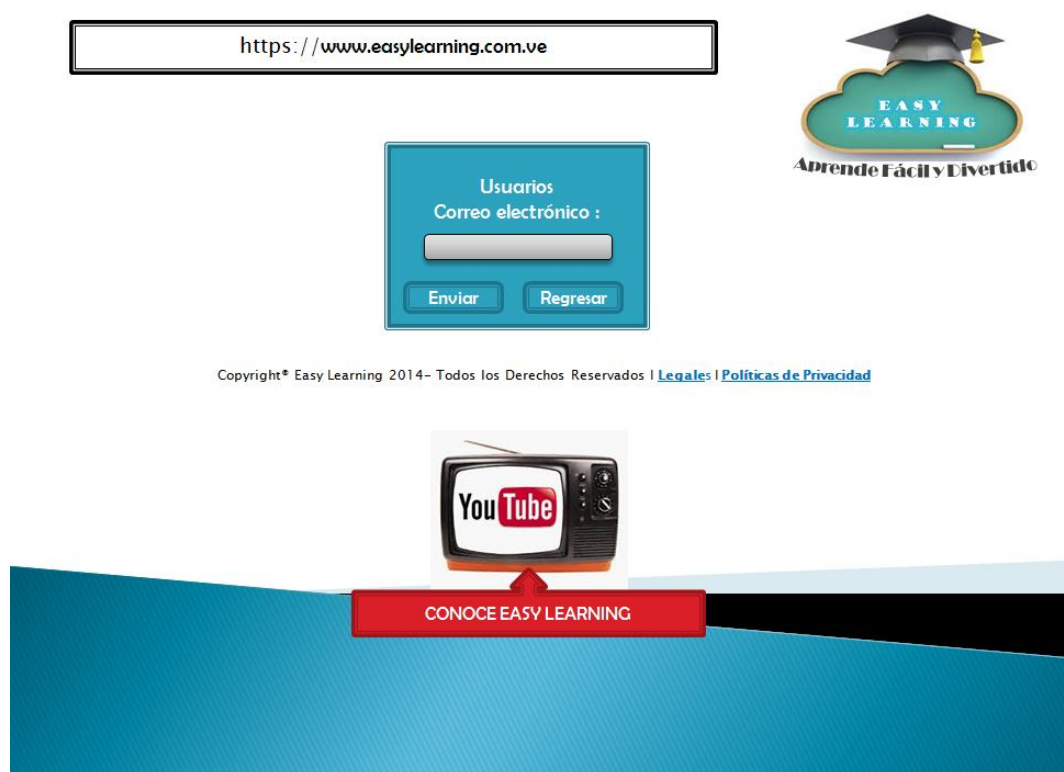 https://www.easylearning.com.ve
EASY
LEARNING
Aprende Fácil y Divertido
Usuarios
Correo electrónico :
Enviar
Regresar
Copyright® Easy Learning 2014– Todos los Derechos Reservados l Legales l Políticas de Privacidad
You Tube
CONOCE EASY LEARNING